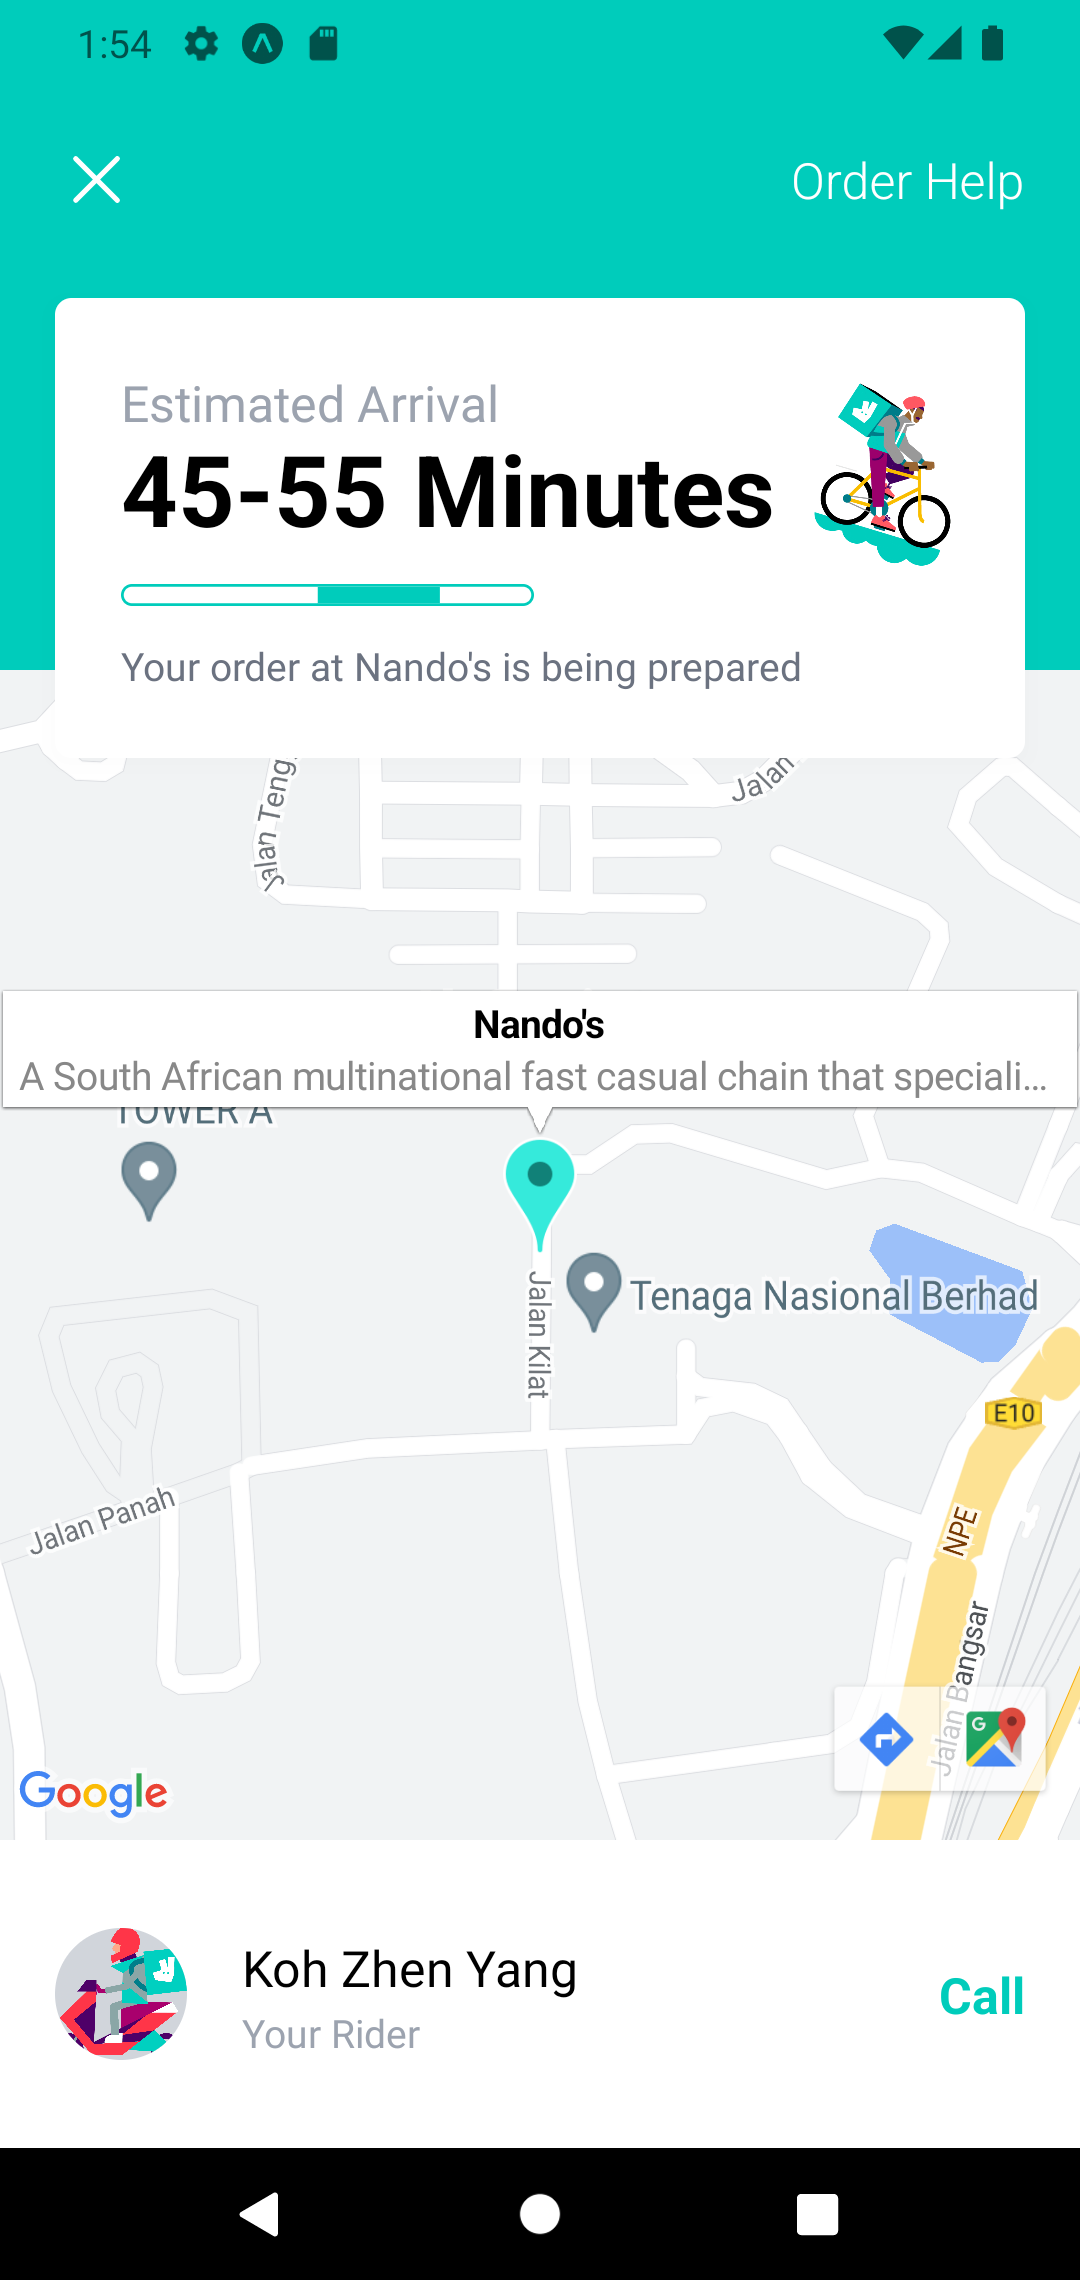 1:54
Order Help
Estimated Arrival
45-55 Minutes
Your order at Nando's is being prepared
Jalan Teng
Jalan
Nando's
A South African multinational fast casual chain that speciali...
TOWER A
Tenaga Nasional Berhad
Jalan Kilat
E10
Jalan Panah
NPE
Jalan Bangsar
G
Google
Koh Zhen Yang
Your Rider
Call